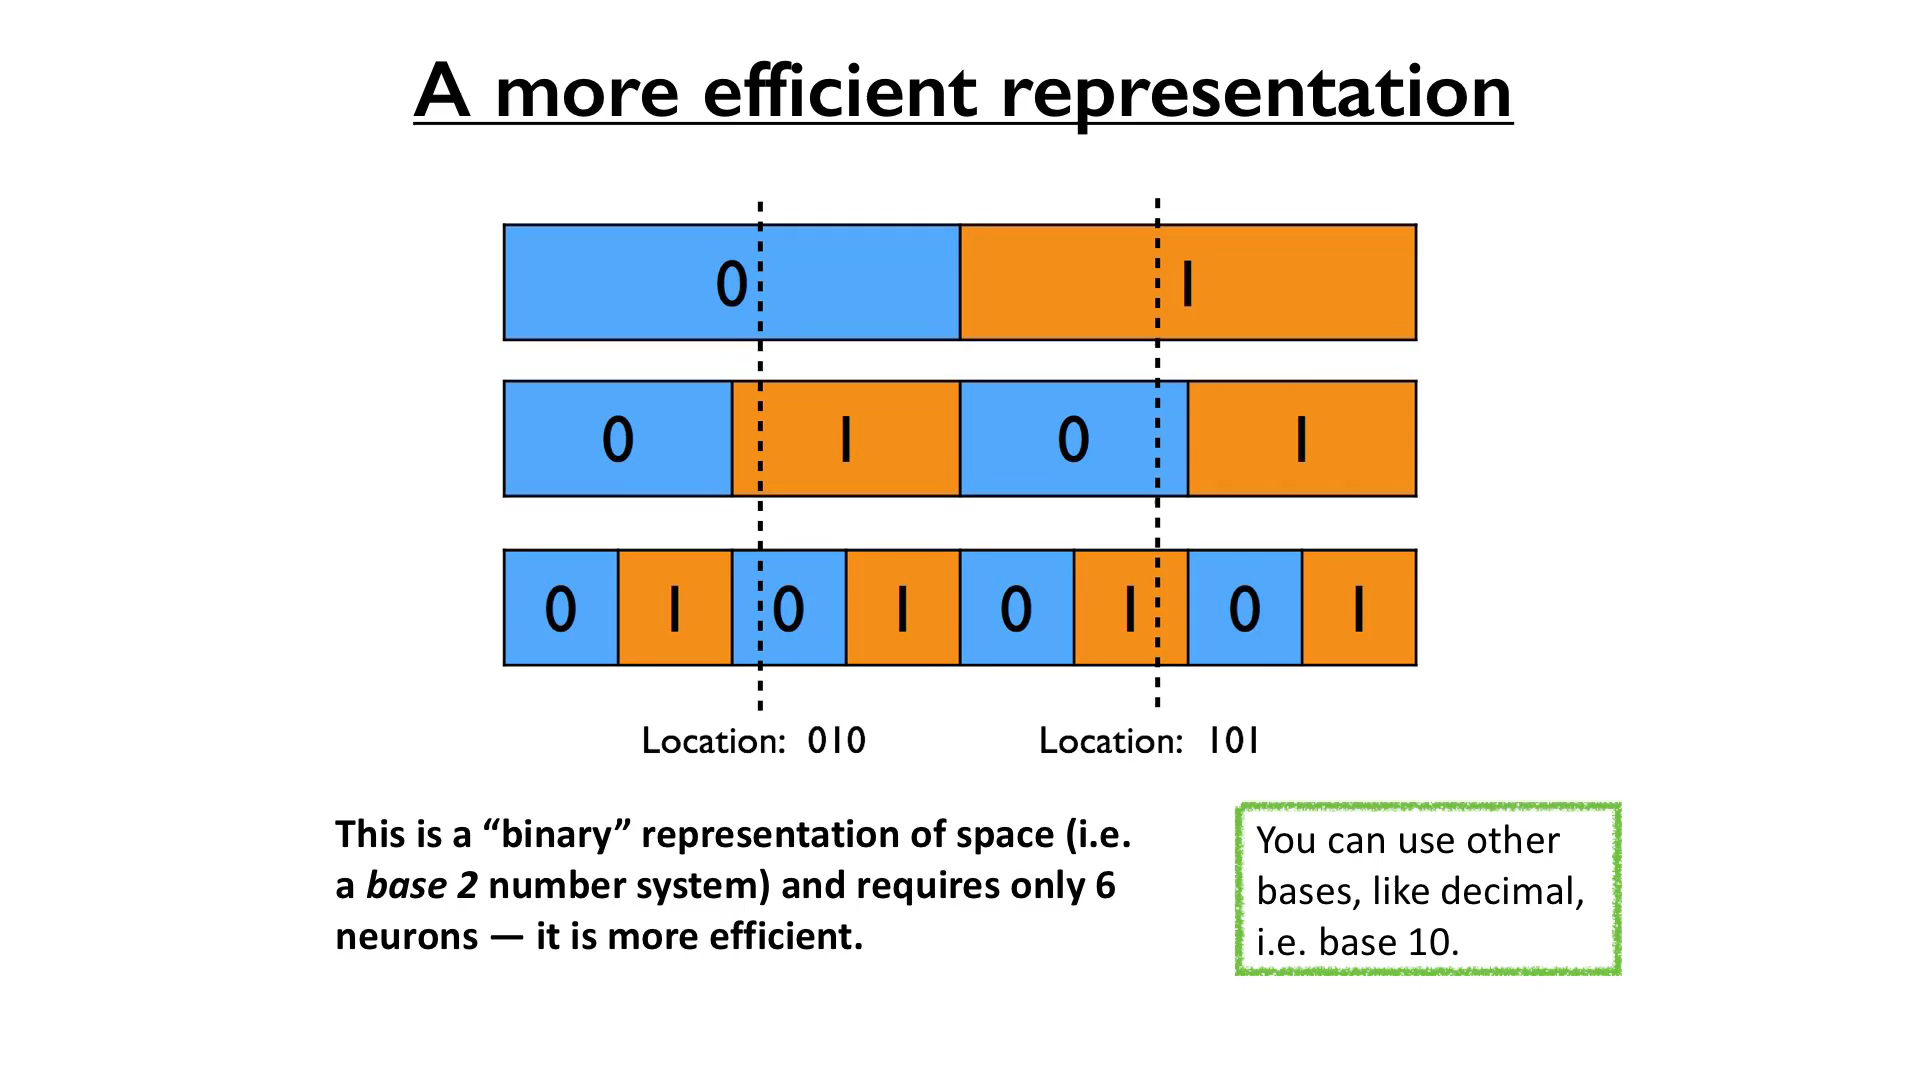 A more efficient representation
0 1
0 1 0 1
0 1 0 1 0 1 0 1
Location: 010
Location: 101
This is a “binary” representation of space (i.e.
a base 2 number system) and requires only 6
neurons — it is more efficient.
You can use other
bases, like decimal,
i.e. base 10.